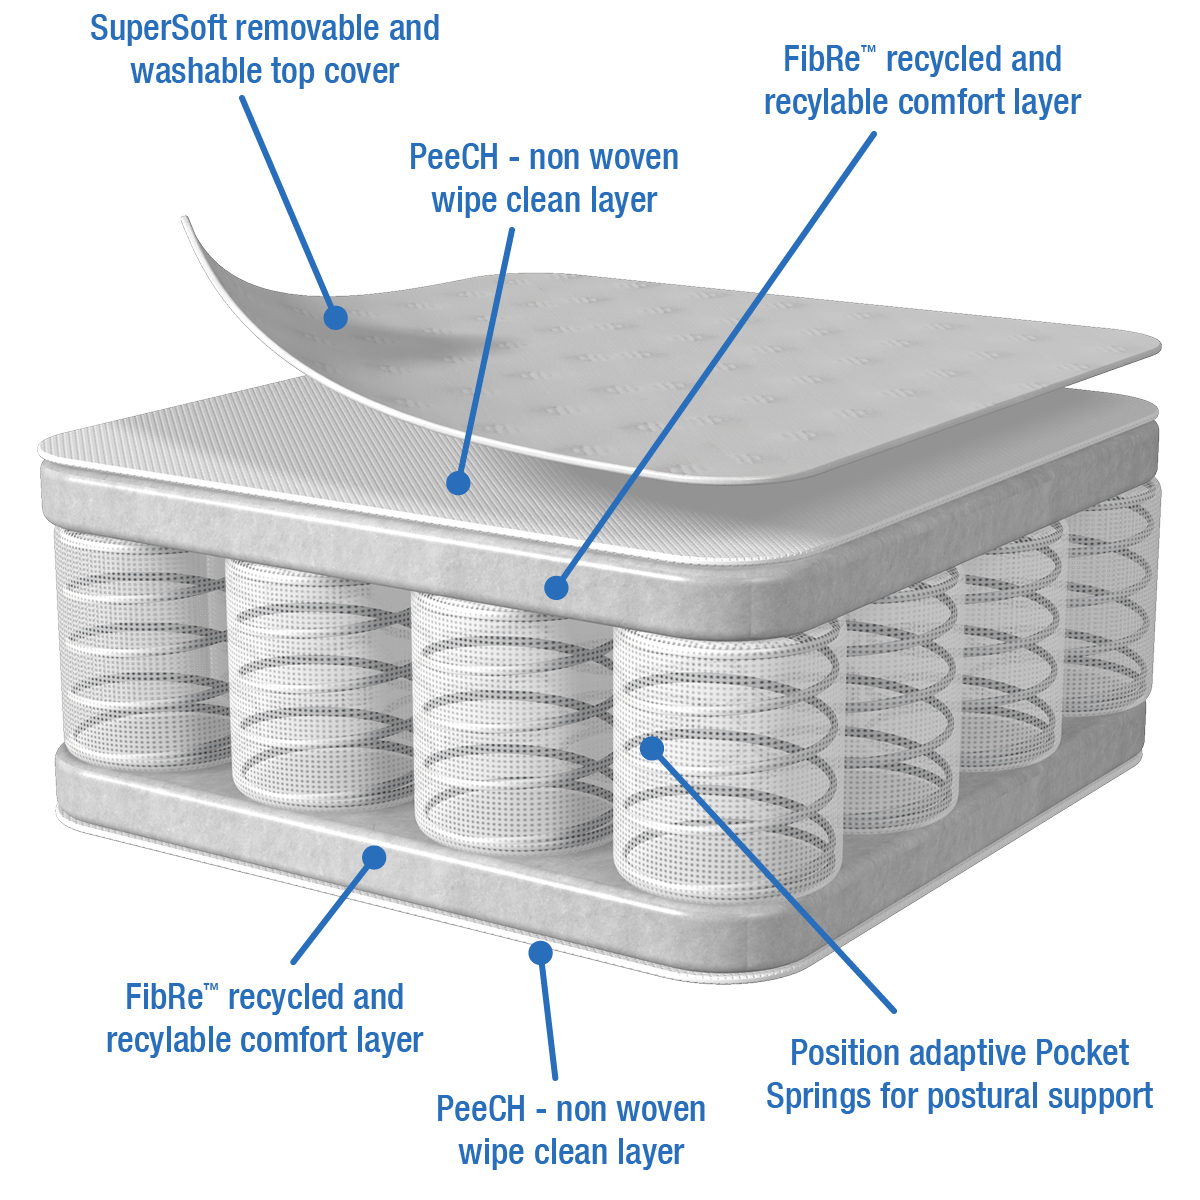 SuperSoft removable and
washable top cover
FibRe™ recycled and
recylable comfort layer
PeeCH - non woven
wipe clean layer
FibRe™ recycled and
recylable comfort layer
Position adaptive Pocket
Springs for postural support
PeeCH - non woven
wipe clean layer